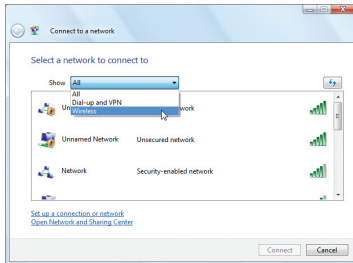 Connect to a network
Select a network to connect to
Show All
All
Dial-up and VPN
Wireless
Un work
Unnamed Network Unsecured network
Network Security-enabled network
Set up a connection or network
Open Network and Sharing Center
Connect Cancel